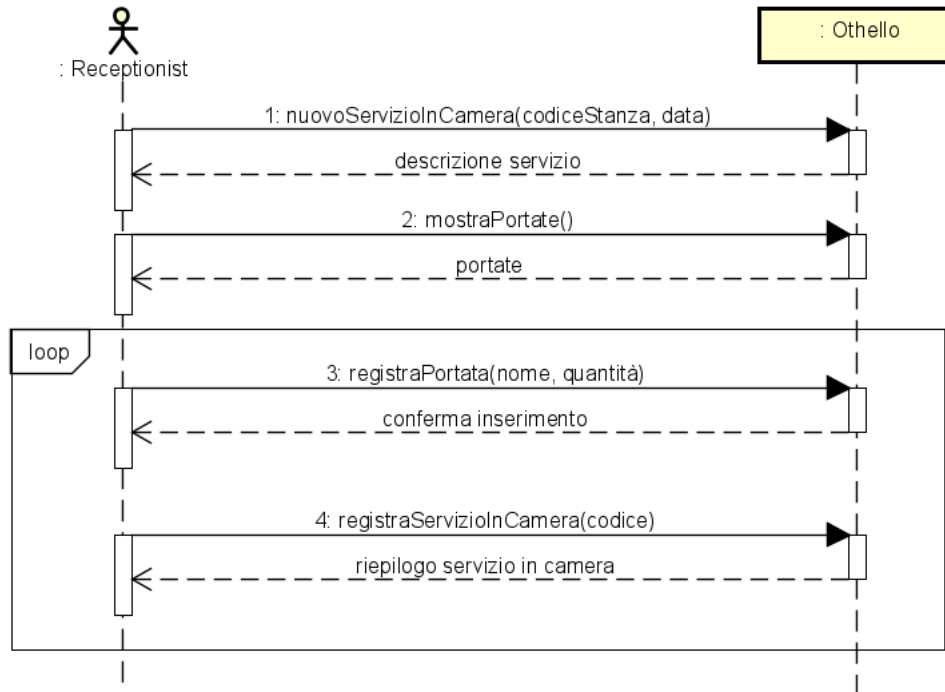 : Receptionist
: Othello
1: nuovoServizioInCamera(codiceStanza, data)
descrizione servizio
2: mostraPortate()
portate
loop
3: registraPortata(nome, quantità)
conferma inserimento
4: registraServizioInCamera(codice)
riepilogo servizio in camera